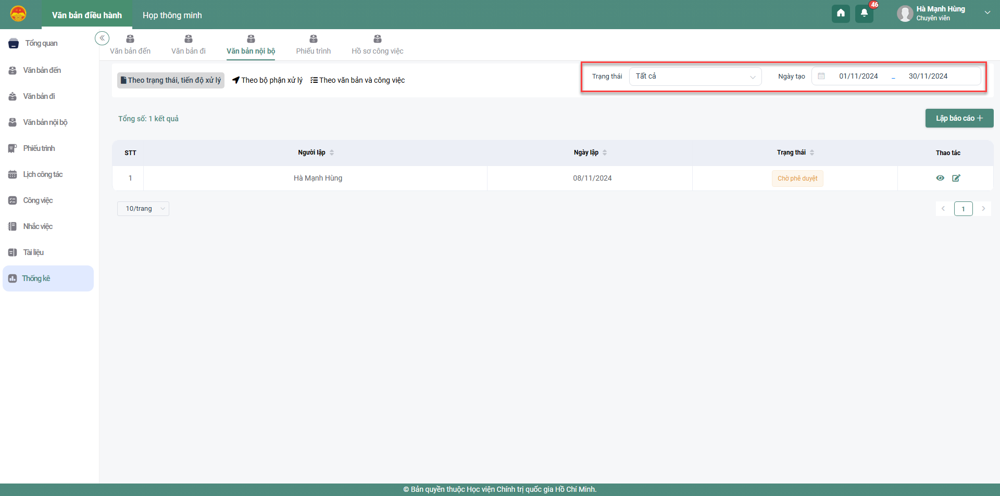 Văn bản điều hành
Họp thông minh
46
Hà Mạnh Hùng
Chuyên viên
Tổng quan
Văn bản đến
Văn bản đi
Văn bản nội bộ
Phiếu trình
Lịch công tác
Công việc
Nhắc việc
Tài liệu
Thống kê
Văn bản đến
Văn bản đi
Văn bản nội bộ
Phiếu trình
Hồ sơ công việc
Theo trạng thái, tiến độ xử lý
Theo bộ phận xử lý
Theo văn bản và công việc
Trạng thái
Tất cả
Ngày tạo
01/11/2024 – 30/11/2024
Tổng số: 1 kết quả
Lập báo cáo +
STT Người lập Ngày lập Trạng thái Thao tác
1 Hà Mạnh Hùng 08/11/2024 Chờ phê duyệt
10/trang
1
© Bản quyền thuộc Học viện Chính trị quốc gia Hồ Chí Minh.